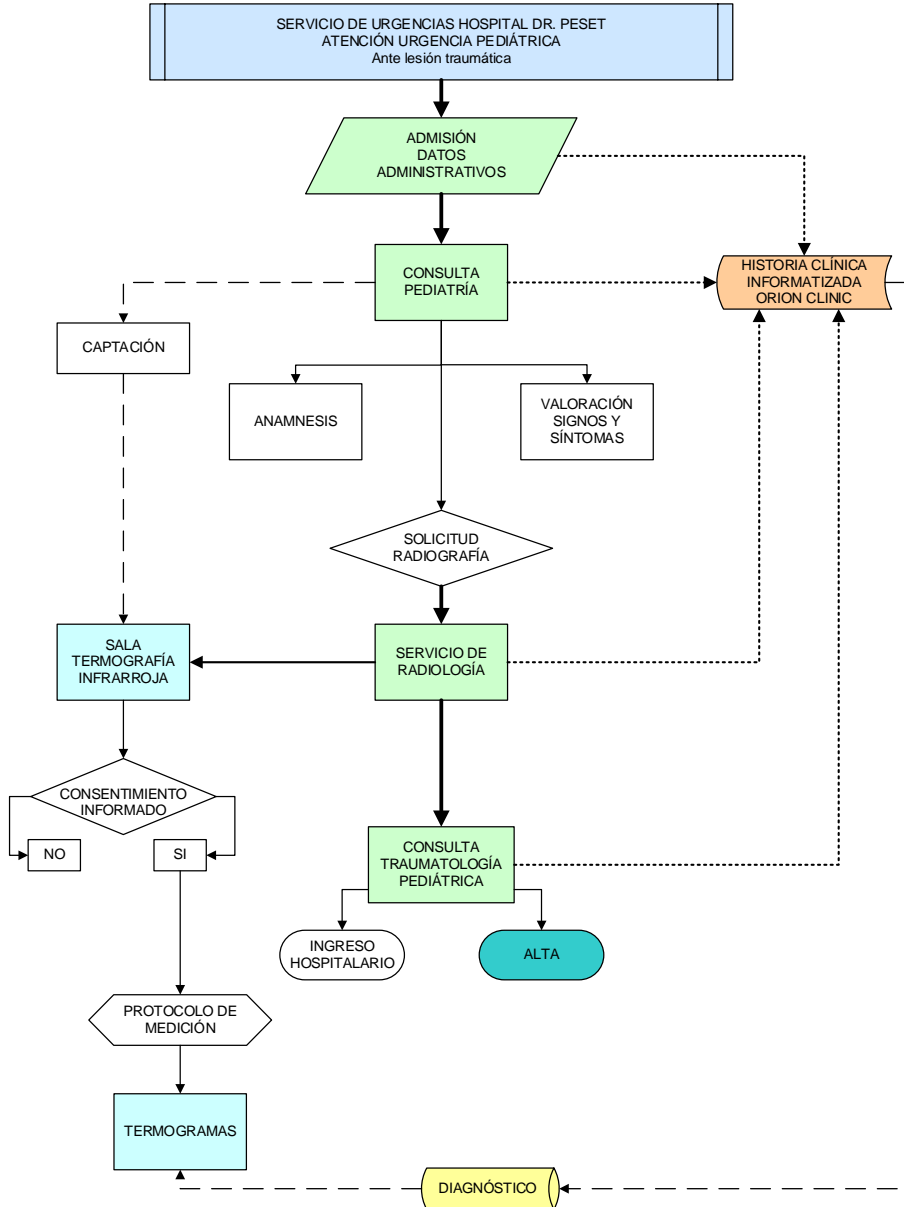 SERVICIO DE URGENCIAS HOSPITAL DR. PESET
ATENCIÓN URGENCIA PEDIÁTRICA
Ante lesión traumática
ADMISIÓN
DATOS
ADMINISTRATIVOS
CONSULTA
PEDIATRÍA
HISTORIA CLÍNICA
INFORMATIZADA
ORION CLINIC
CAPTACIÓN
ANAMNESIS
VALORACIÓN
SIGNOS Y
SÍNTOMAS
SOLICITUD
RADIOGRAFÍA
SALA
TERMOGRAFÍA
INFRARROJA
SERVICIO DE
RADIOLOGÍA
CONSENTIMIENTO
INFORMADO
NO
SI
CONSULTA
TRAUMATOLOGÍA
PEDIÁTRICA
INGRESO
HOSPITALARIO
ALTA
PROTOCOLO DE
MEDICIÓN
TERMOGRAMAS
DIAGNÓSTICO